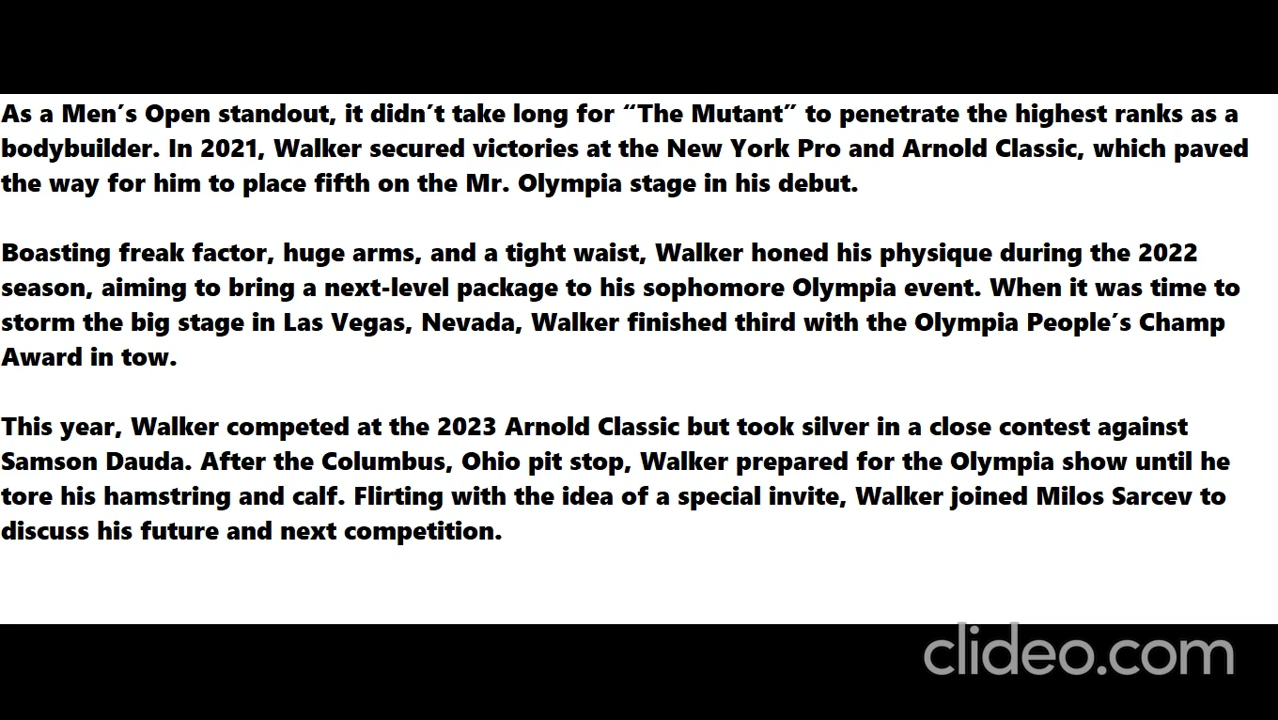 As a Men′s Open standout, it didn′t take long for “The Mutant” to penetrate the highest ranks as a
bodybuilder. In 2021, Walker secured victories at the New York Pro and Arnold Classic, which paved
the way for him to place fifth on the Mr. Olympia stage in his debut.
Boasting freak factor, huge arms, and a tight waist, Walker honed his physique during the 2022
season, aiming to bring a next-level package to his sophomore Olympia event. When it was time to
storm the big stage in Las Vegas, Nevada, Walker finished third with the Olympia People′s Champ
Award in tow.
This year, Walker competed at the 2023 Arnold Classic but took silver in a close contest against
Samson Dauda. After the Columbus, Ohio pit stop, Walker prepared for the Olympia show until he
tore his hamstring and calf. Flirting with the idea of a special invite, Walker joined Milos Sarcev to
discuss his future and next competition.
clideo.com